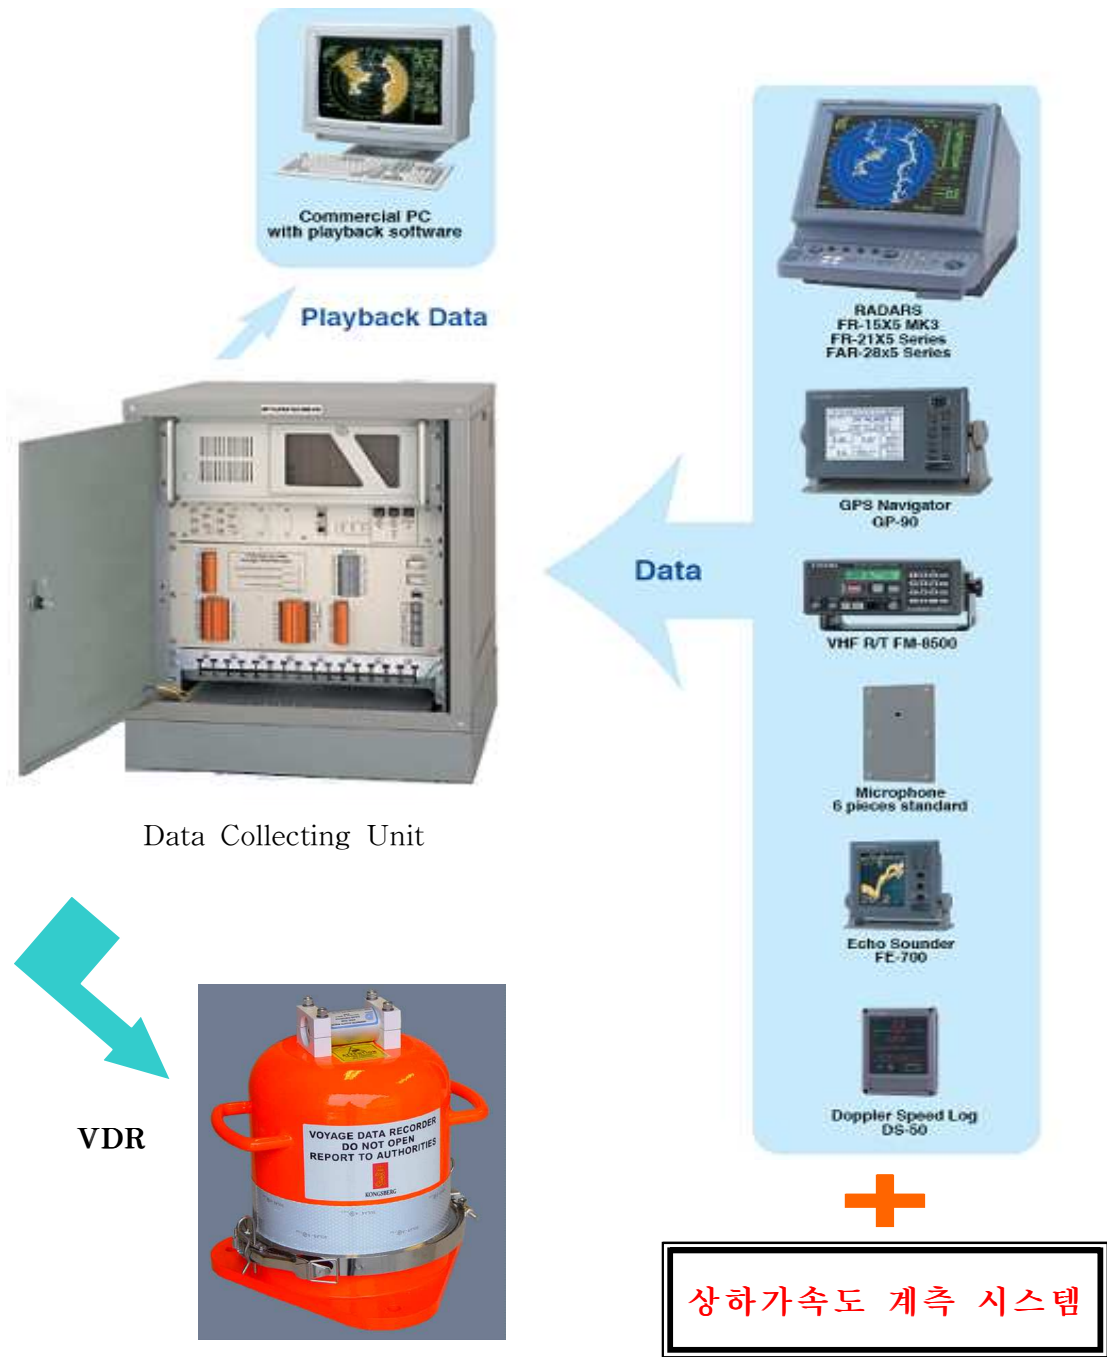 Commercial PC
with playback software
Playback Data
RADARS
FR-15X5 MK3
FR-21X5 Series
FAR-28x5 Series
GPS Navigator
GP-90
Data
VHF R/T FM-8500
Microphone
6 pieces standard
Data Collecting Unit
Echo Sounder
FE-700
Doppler Speed Log
DS-50
VDR
VOYAGE DATA RECORDER
DO NOT OPEN
REPORT TO AUTHORITIES
KONGSBERG
상하가속도 계측 시스템